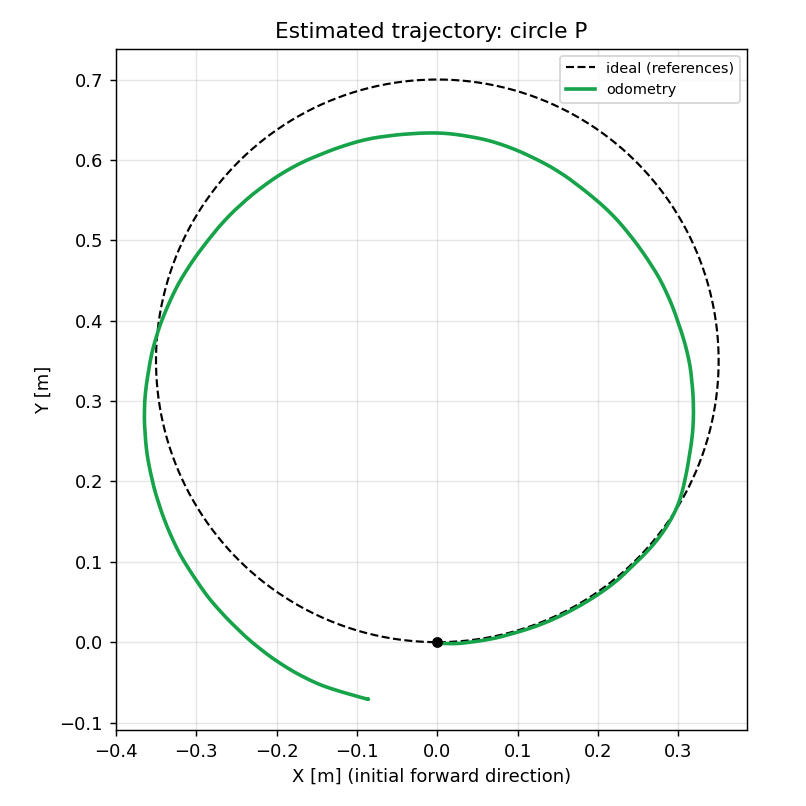 Estimated trajectory: circle P
ideal (references)
odometry
0.7
0.6
0.5
0.4
0.3
0.2
0.1
0.0
−0.1
Y [m]
−0.4 −0.3 −0.2 −0.1 0.0 0.1 0.2 0.3
X [m] (initial forward direction)